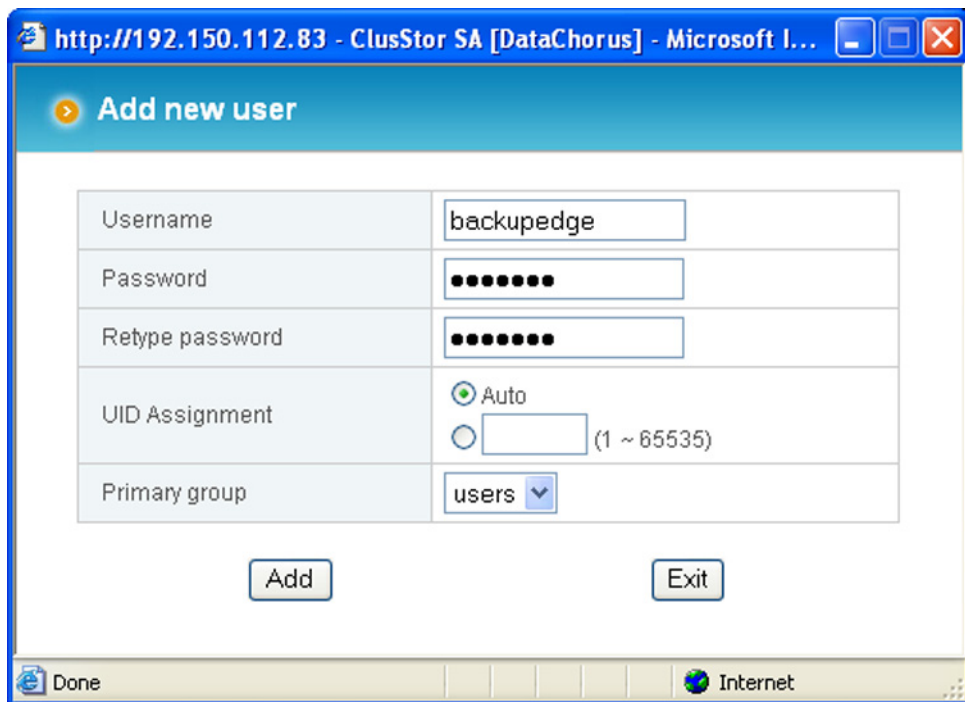 http://192.150.112.83 - ClusStor SA [DataChorus] - Microsoft I...
Add new user
Username backupedge
Password •••••••
Retype password •••••••
UID Assignment Auto
(1 ~ 65535)
Primary group users
Add Exit
Done Internet